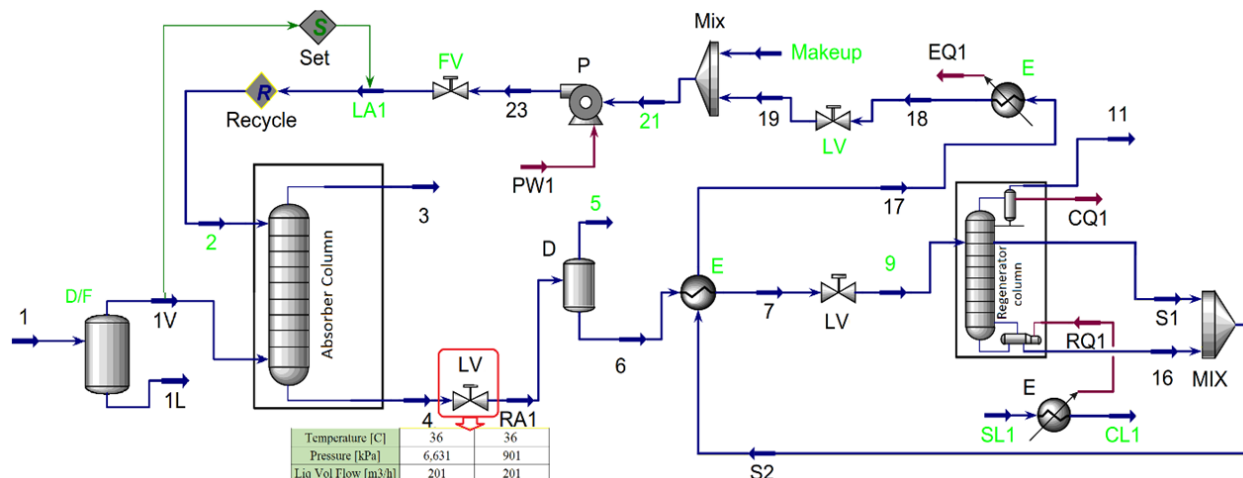 S
Set
R
Recycle
LA1
FV
23
P
PW1
21
Mix
Makeup
19
LV
18
EQ1
E
11
D/F
1
1V
1L
2
Absorber Column
3
4
LV
RA1
D
5
6
E
17
7
LV
9
Regenerator
column
CQ1
S1
RQ1
16
MIX
E
SL1
CL1
S2
Temperature [C] 36 36
Pressure [kPa] 6,631 901
Liq Vol Flow [m3/h] 201 201